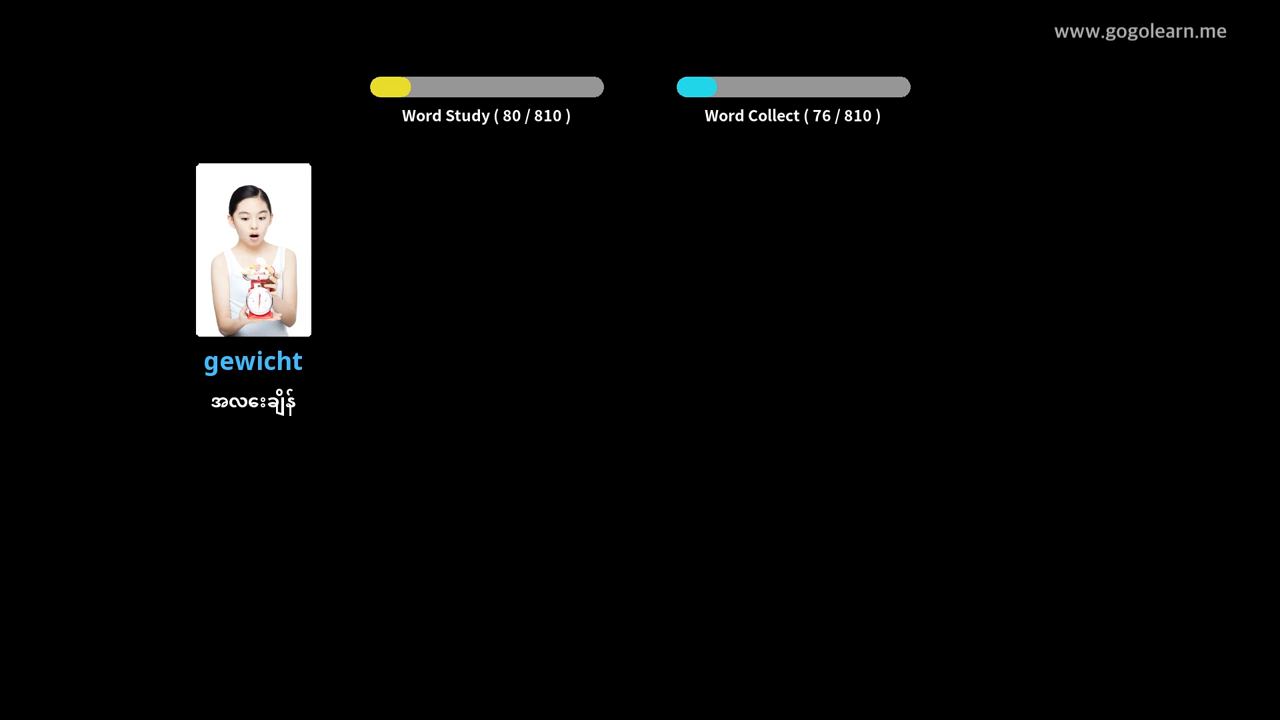 www.gogolearn.me
Word Study ( 80 / 810 )
Word Collect ( 76 / 810 )
gewicht
အလးချိန်